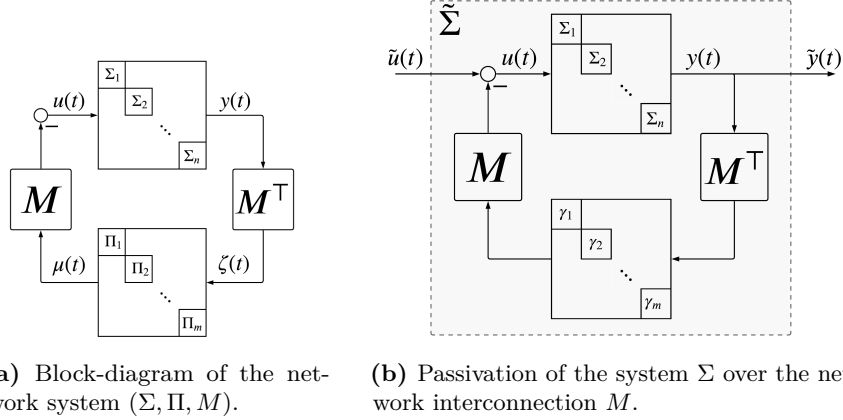 Σ₁
Σ₂
⋱
Σₙ
u(t)
y(t)
−
M
M⊤
Π₁
Π₂
⋱
Πₘ
μ(t)
ζ(t)
a) Block-diagram of the net-
work system (Σ, Π, M).
Σ̃
ũ(t)
u(t)
−
Σ₁
Σ₂
⋱
Σₙ
y(t)
ỹ(t)
M
M⊤
γ₁
γ₂
⋱
γₘ
(b) Passivation of the system Σ over the ne
work interconnection M.